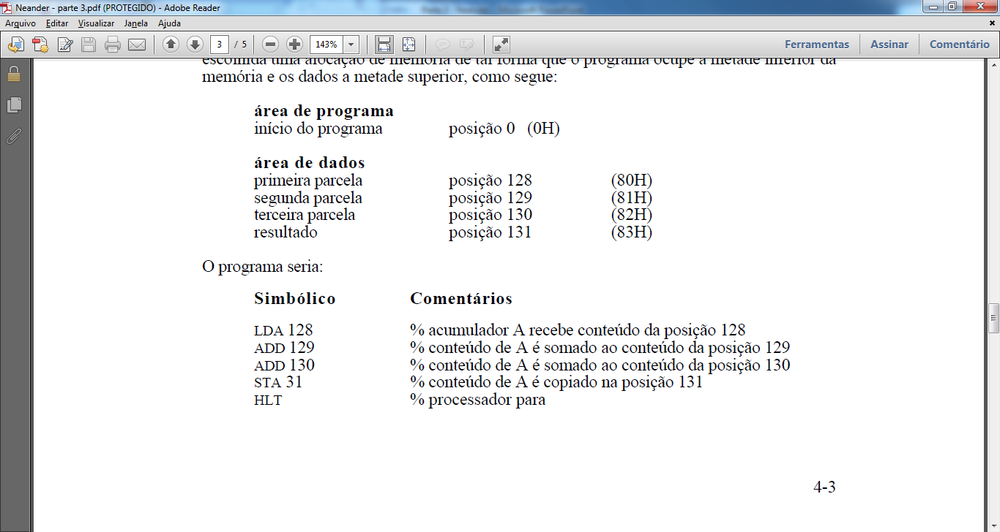 Neander - parte 3.pdf (PROTEGIDO) - Adobe Reader
Arquivo Editar Visualizar Janela Ajuda
3 / 5 143% Ferramentas Assinar Comentário
escolhida uma alocação de memória de tal forma que o programa ocupe a metade inferior da
memória e os dados a metade superior, como segue:
área de programa
início do programa posição 0 (0H)
área de dados
primeira parcela posição 128 (80H)
segunda parcela posição 129 (81H)
terceira parcela posição 130 (82H)
resultado posição 131 (83H)
O programa seria:
Simbólico Comentários
LDA 128 % acumulador A recebe conteúdo da posição 128
ADD 129 % conteúdo de A é somado ao conteúdo da posição 129
ADD 130 % conteúdo de A é somado ao conteúdo da posição 130
STA 31 % conteúdo de A é copiado na posição 131
HLT % processador para
4-3